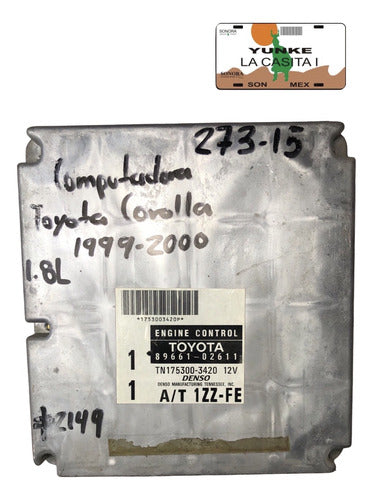 SONORA
YUNKE
LA CASITA I
SONORA
SON MEX
273-15
Computadora
Toyota Corolla
1999-2000
1.8L
*1753003420P*
ENGINE CONTROL
TOYOTA
1
89661-02611
TN175300-3420 12V
DENSO
DENSO MANUFACTURING TENNESSEE, INC.
1 A/T 1ZZ-FE
#2149